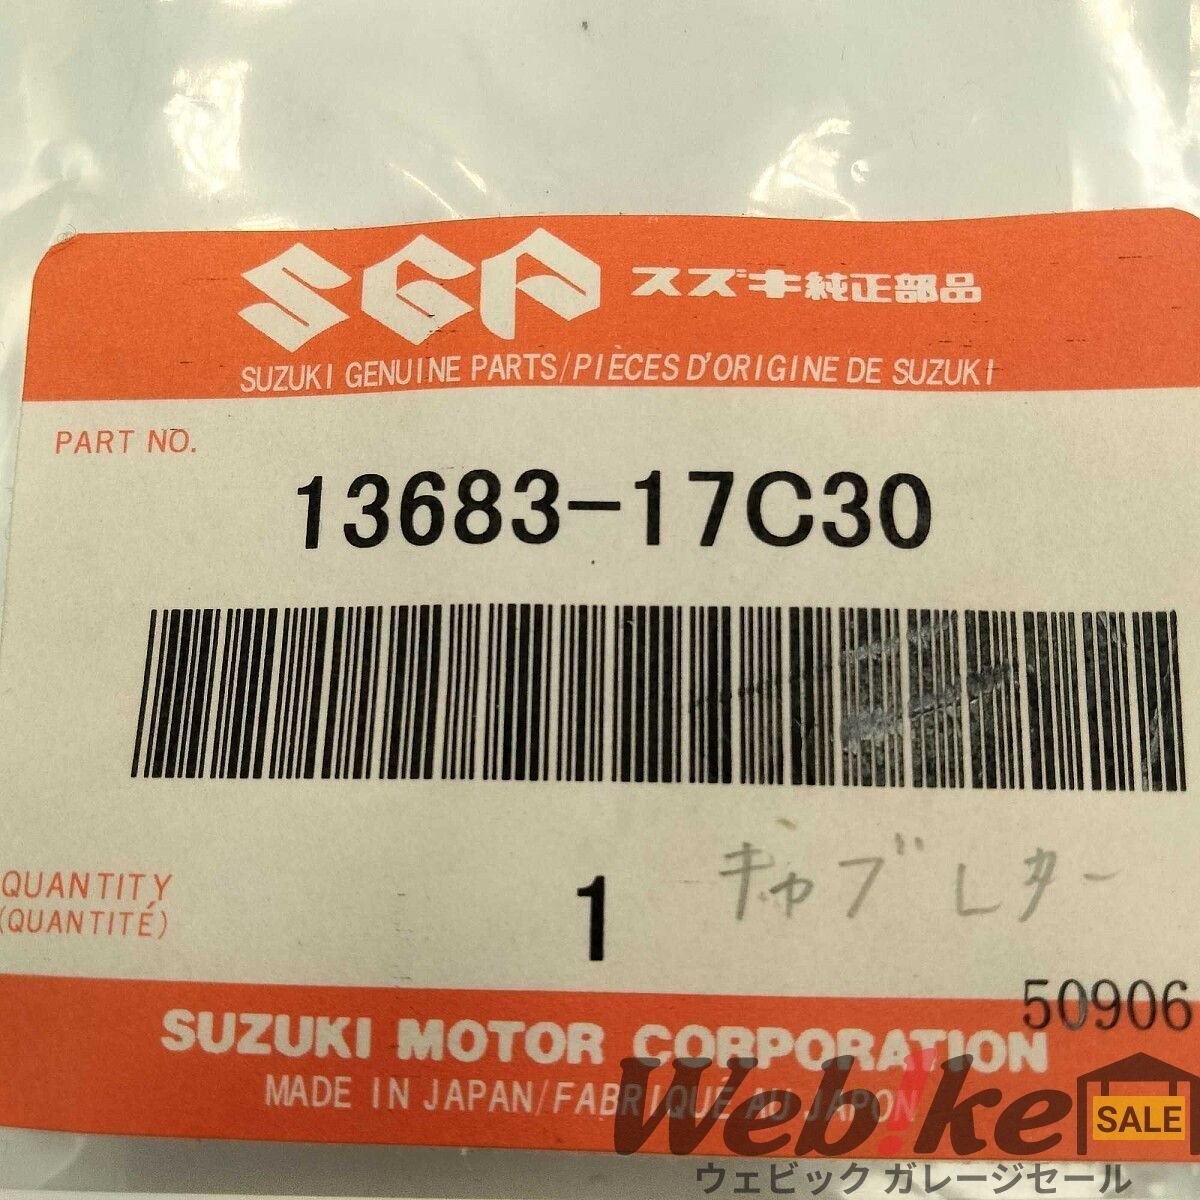 SGP スズキ純正部品
SUZUKI GENUINE PARTS/PIÈCES D'ORIGINE DE SUZUKI
PART NO.
13683-17C30
QUANTITY
(QUANTITÉ)
1
キャブレター
50906
SUZUKI MOTOR CORPORATION
MADE IN JAPAN/FABRIQUÉ AU JAPON
Web!ke
SALE
ウェビック ガレージセール